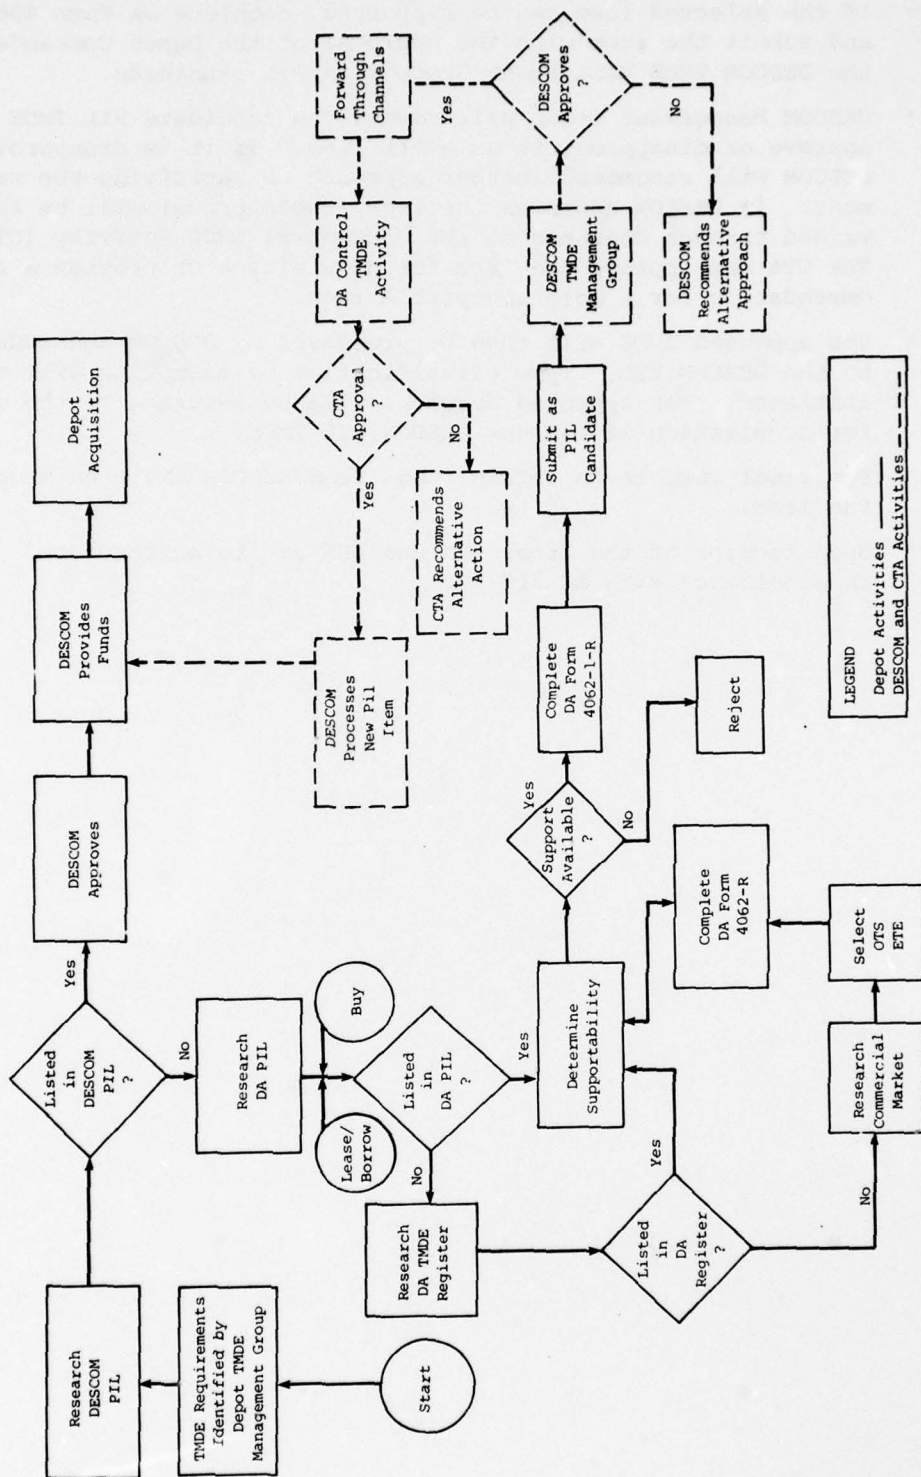 Start
TMDE Requirements
Identified by
Depot TMDE
Management Group
Research
DESCOM
PIL
Listed
in
DESCOM
PIL
?
Yes
No
DESCOM
Approves
DESCOM
Provides
Funds
Depot
Acquisition
Research
DA PIL
Lease/
Borrow
Buy
Listed
in
DA PIL
?
No
Yes
Research
DA TMDE
Register
Listed
in
DA
Register
?
Yes
No
Research
Commercial
Market
Select
OTS
ETE
Complete
DA Form
4062-R
Determine
Supportability
Support
Available
?
Yes
No
Reject
Complete
DA Form
4062-1-R
Submit as
PIL
Candidate
DESCOM
TMDE
Management
Group
DESCOM
Approves
?
Yes
No
DESCOM
Recommends
Alternative
Approach
Forward
Through
Channels
DA Control
TMDE
Activity
CTA
Approval
?
Yes
No
CTA Recommends
Alternative
Action
DESCOM
Processes
New Pil
Item
LEGEND
Depot Activities
DESCOM and CTA Activities